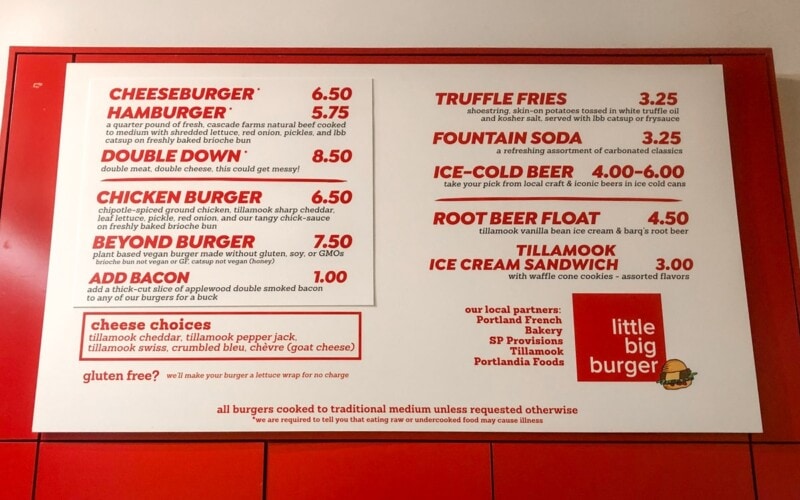 CHEESEBURGER* 6.50
HAMBURGER* 5.75
a quarter pound of fresh, cascade farms natural beef cooked
to medium with shredded lettuce, red onion, pickles, and lbb
catsup on freshly baked brioche bun
DOUBLE DOWN* 8.50
double meat, double cheese, this could get messy!
CHICKEN BURGER 6.50
chipotle-spiced ground chicken, tillamook sharp cheddar,
leaf lettuce, pickle, red onion, and our tangy chick-sauce
on freshly baked brioche bun
BEYOND BURGER 7.50
plant based vegan burger made without gluten, soy, or GMOs
brioche bun not vegan or GF, catsup not vegan (honey)
ADD BACON 1.00
add a thick-cut slice of applewood double smoked bacon
to any of our burgers for a buck
cheese choices
tillamook cheddar, tillamook pepper jack,
tillamook swiss, crumbled bleu, chèvre (goat cheese)
gluten free? we'll make your burger a lettuce wrap for no charge
TRUFFLE FRIES 3.25
shoestring, skin-on potatoes tossed in white truffle oil
and kosher salt, served with lbb catsup or frysauce
FOUNTAIN SODA 3.25
a refreshing assortment of carbonated classics
ICE-COLD BEER 4.00-6.00
take your pick from local craft & iconic beers in ice cold cans
ROOT BEER FLOAT 4.50
tillamook vanilla bean ice cream & barq's root beer
TILLAMOOK
ICE CREAM SANDWICH 3.00
with waffle cone cookies - assorted flavors
our local partners:
Portland French
Bakery
SP Provisions
Tillamook
Portlandia Foods
little
big
burger
all burgers cooked to traditional medium unless requested otherwise
*we are required to tell you that eating raw or undercooked food may cause illness